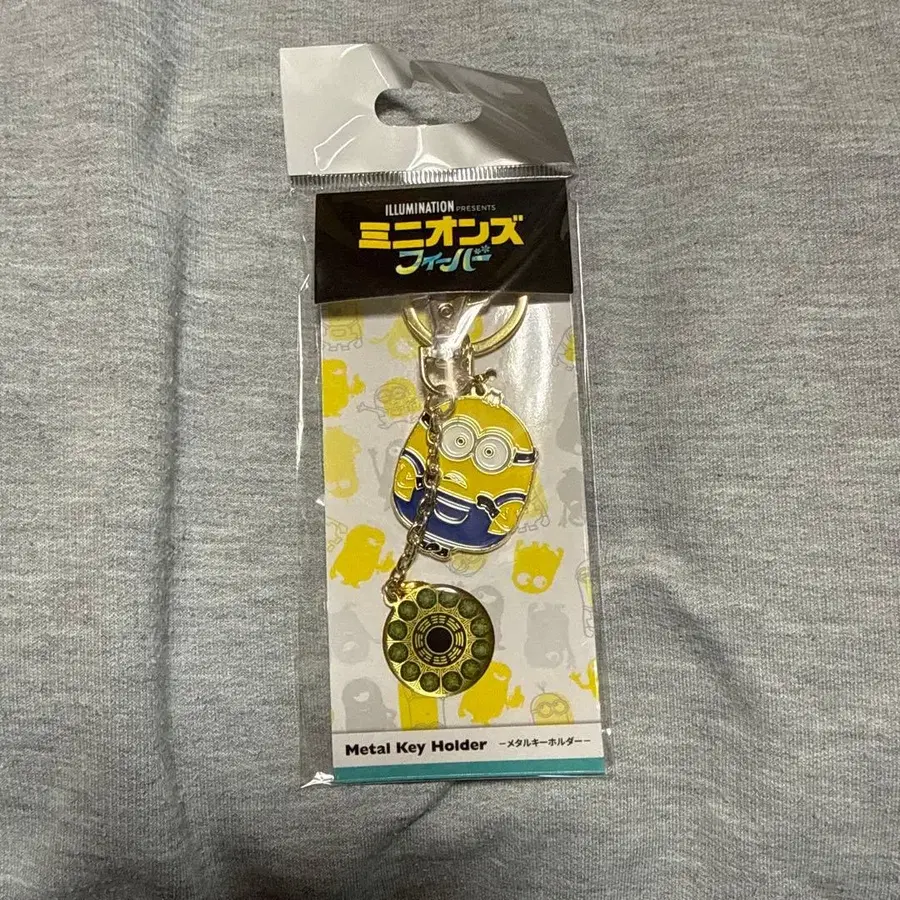 ILLUMINATION PRESENTS
ミニオンズ
フィーバー
Metal Key Holder －メタルキーホルダー－